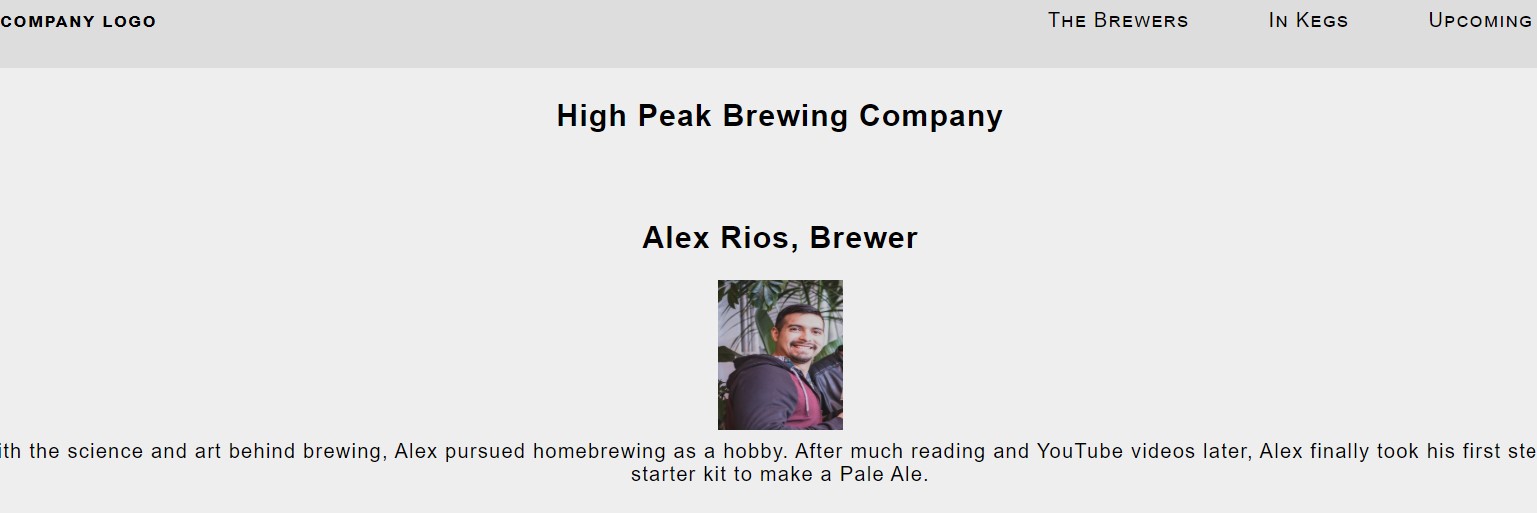 COMPANY LOGO The Brewers In Kegs Upcoming
High Peak Brewing Company
Alex Rios, Brewer
the science and art behind brewing, Alex pursued homebrewing as a hobby. After much reading and YouTube videos later, Alex finally took his first
starter kit to make a Pale Ale.